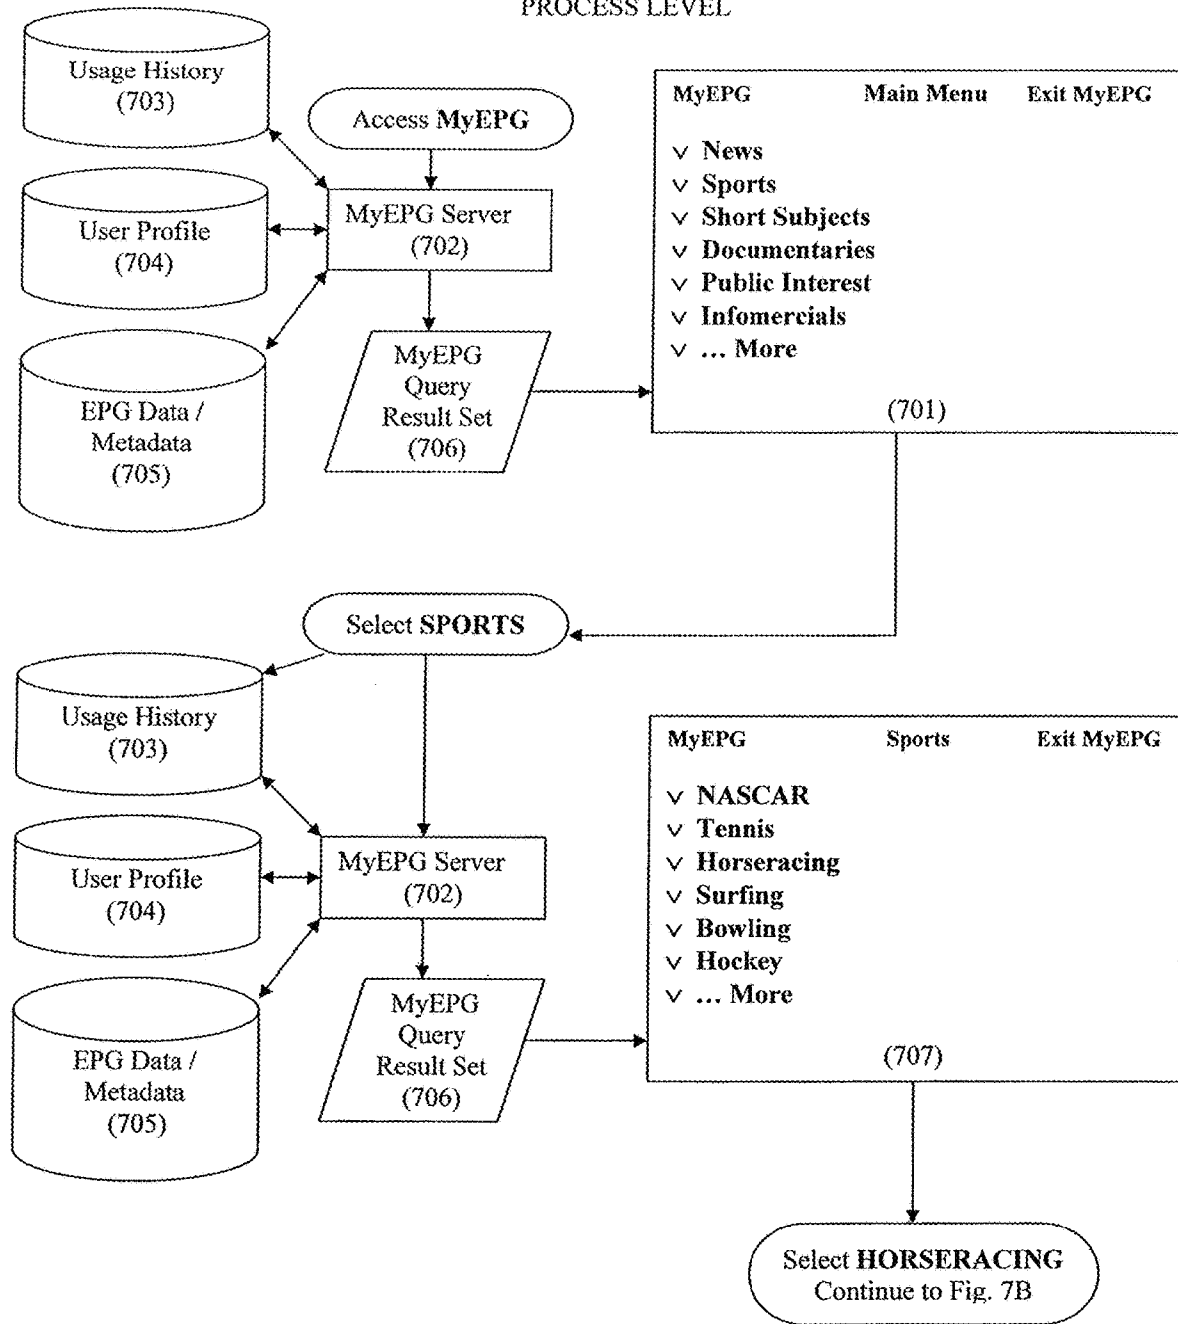 PROCESS LEVEL
Usage History
(703)
Access MyEPG
User Profile
(704)
MyEPG Server
(702)
EPG Data /
Metadata
(705)
MyEPG
Query
Result Set
(706)
MyEPG Main Menu Exit MyEPG
v News
v Sports
v Short Subjects
v Documentaries
v Public Interest
v Infomercials
v ... More
(701)
Select SPORTS
Usage History
(703)
User Profile
(704)
MyEPG Server
(702)
EPG Data /
Metadata
(705)
MyEPG
Query
Result Set
(706)
MyEPG Sports Exit MyEPG
v NASCAR
v Tennis
v Horseracing
v Surfing
v Bowling
v Hockey
v ... More
(707)
Select HORSERACING
Continue to Fig. 7B